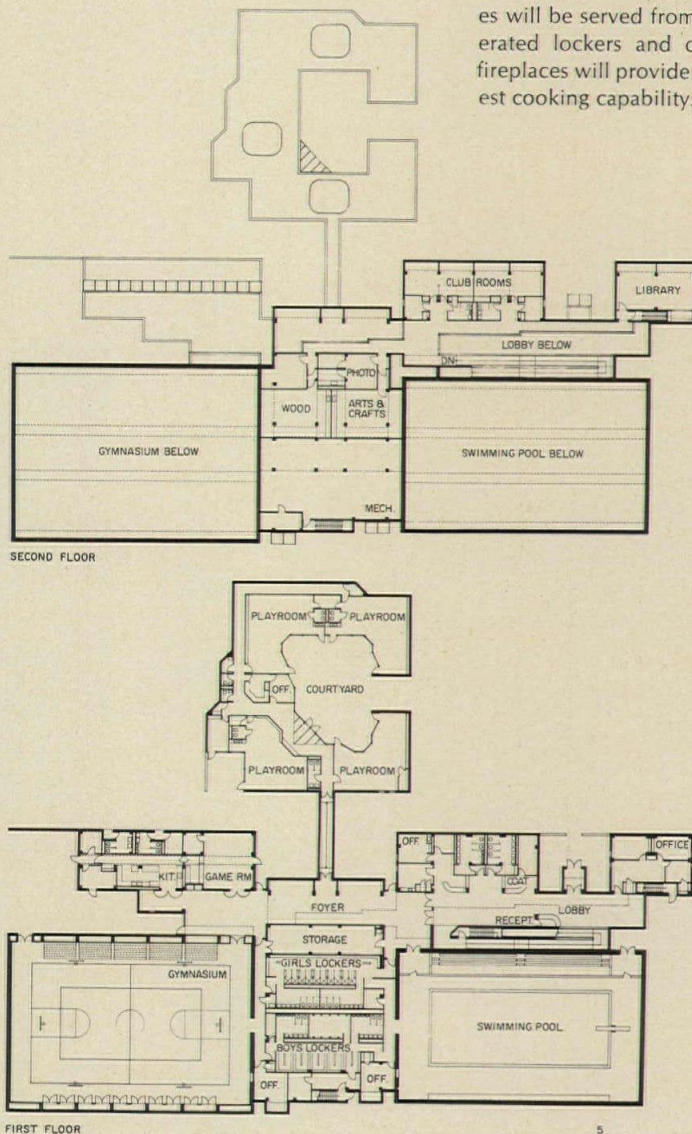 es will be served from
erated lockers and
fireplaces will provide
est cooking capability.
CLUB ROOMS
LIBRARY
LOBBY BELOW
DN
PHOTO
WOOD
ARTS &
CRAFTS
GYMNASIUM BELOW
SWIMMING POOL BELOW
MECH.
SECOND FLOOR
PLAYROOM
PLAYROOM
OFF.
COURTYARD
PLAYROOM
PLAYROOM
OFF.
OFFICE
KIT.
GAME RM
COAT
FOYER
LOBBY
RECEPT.
STORAGE
GIRLS LOCKERS
GYMNASIUM
SWIMMING POOL
BOYS LOCKERS
OFF.
OFF.
FIRST FLOOR
5